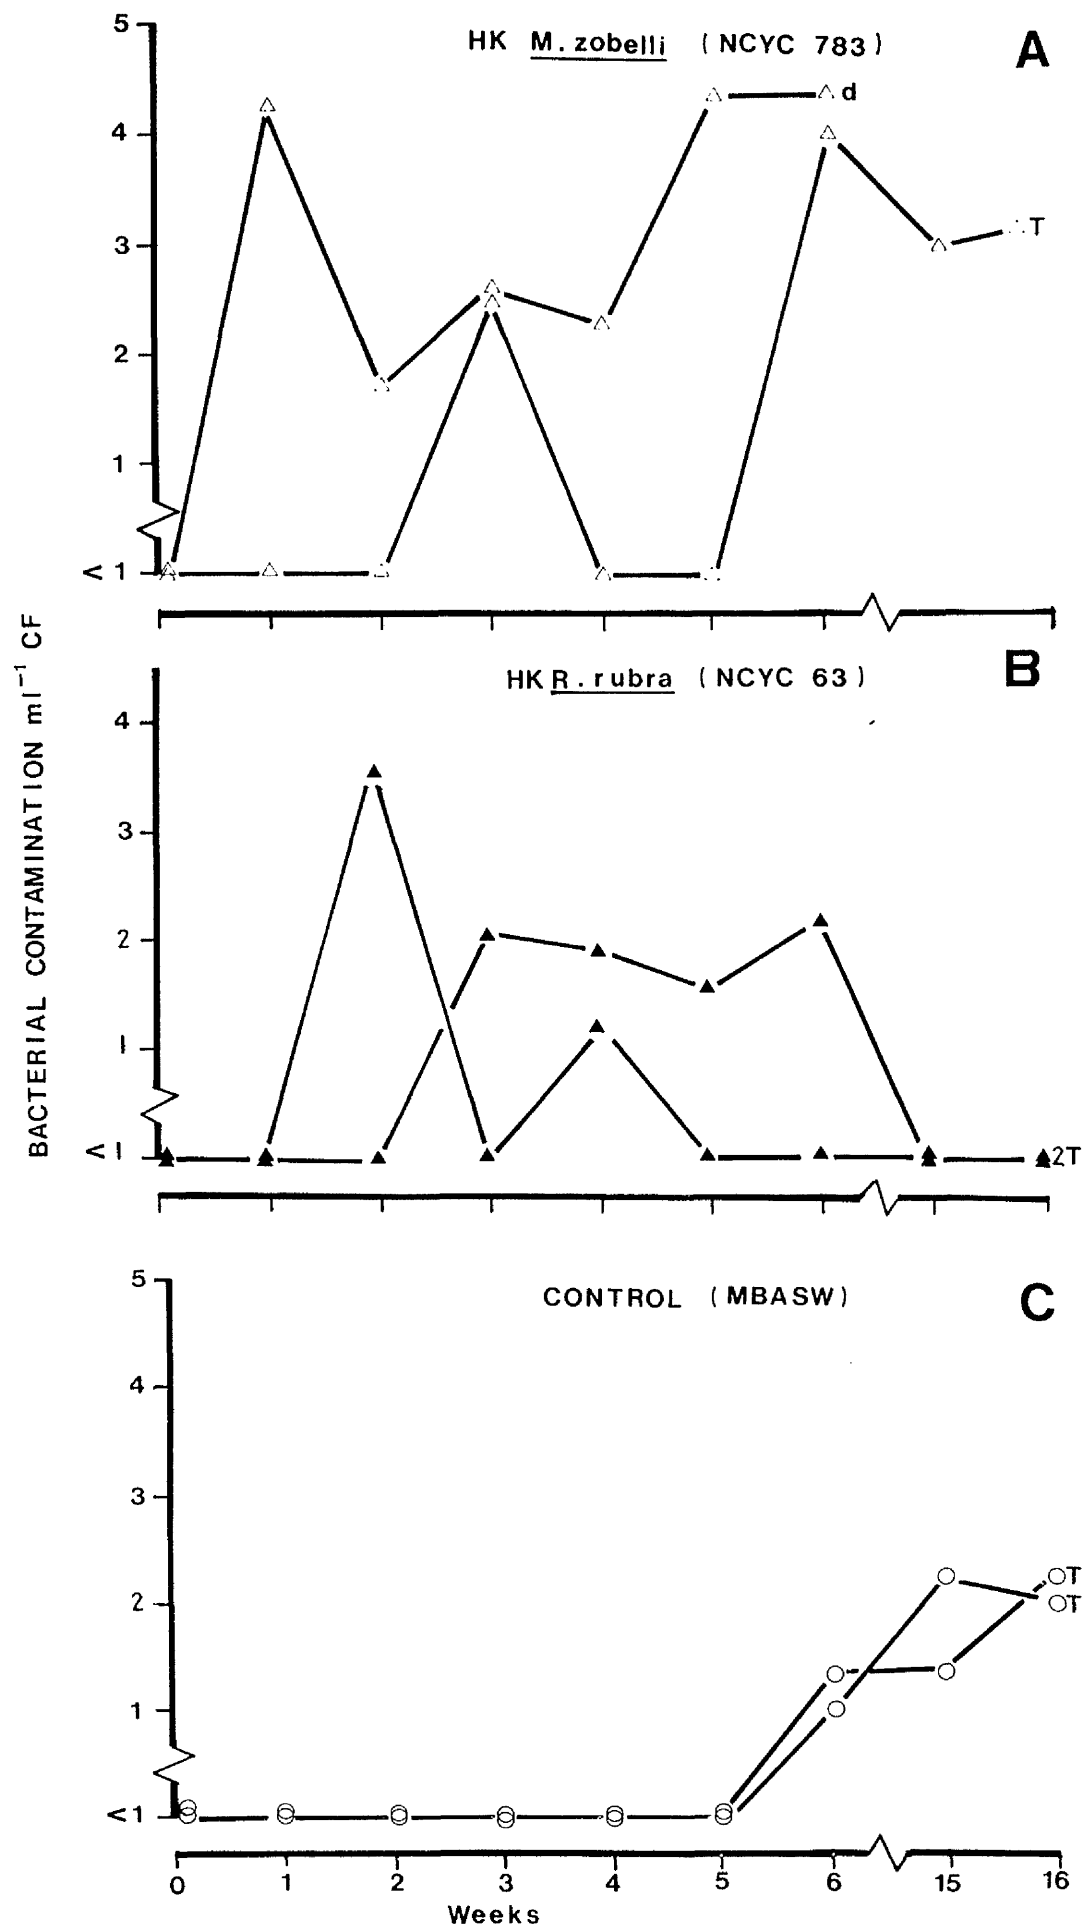 HK M. zobelli (NCYC 783)
A
5
4
3
2
1
< 1
d
T
BACTERIAL CONTAMINATION ml⁻¹ CF
HK R. rubra (NCYC 63)
B
4
3
2
1
< 1
2T
CONTROL (MBASW)
C
5
4
3
2
1
< 1
T
T
0 1 2 3 4 5 6 15 16
Weeks